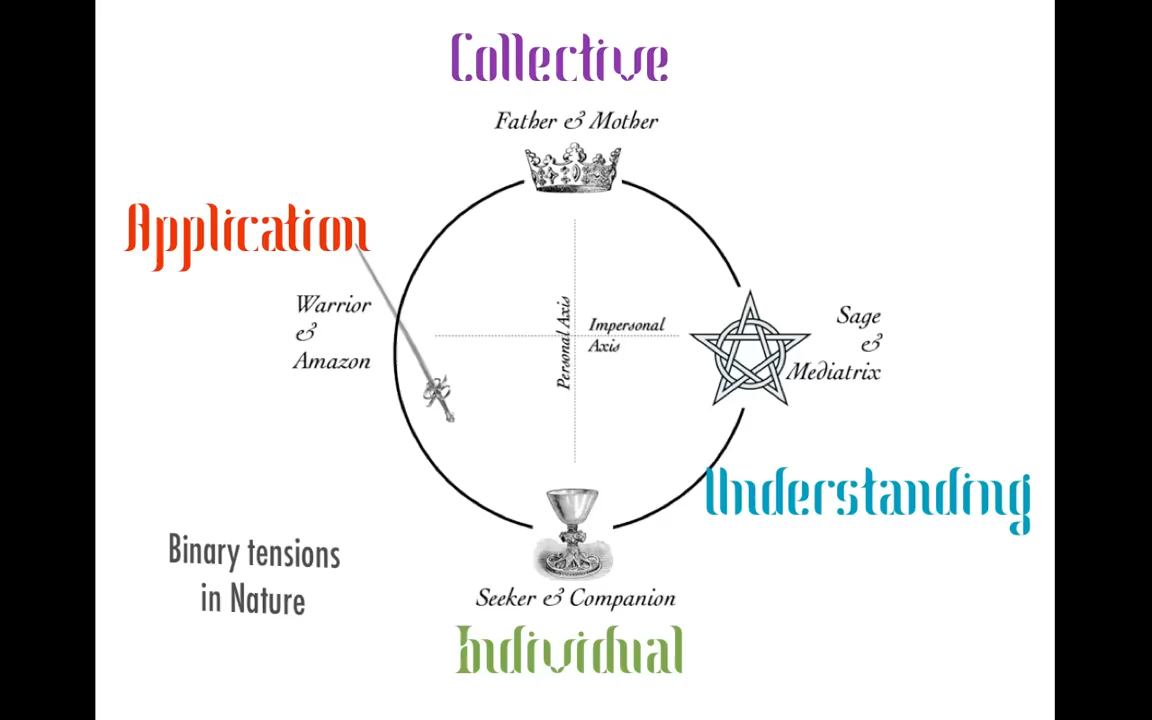 Collective
Father & Mother
Application
Warrior
&
Amazon
Personal Axis
Impersonal
Axis
Sage
&
Mediatrix
Understanding
Binary tensions
in Nature
Seeker & Companion
Individual